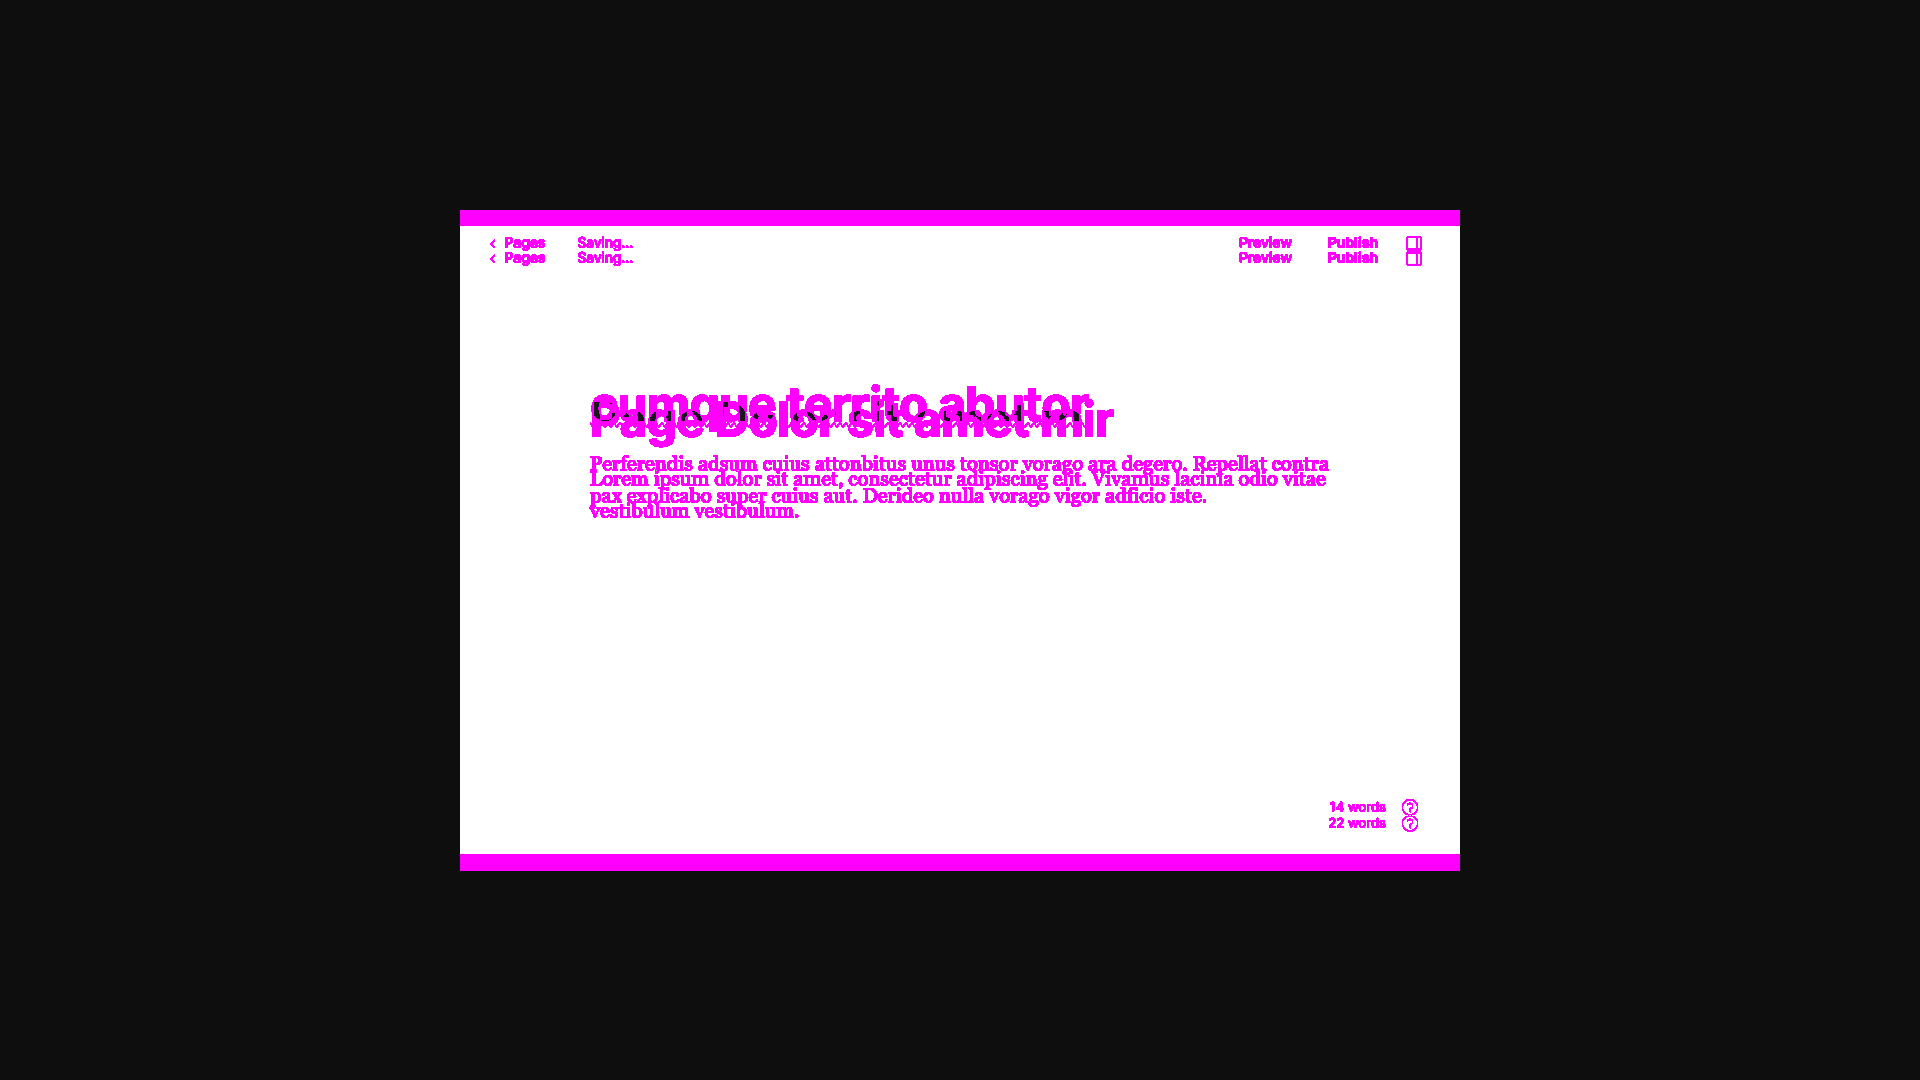 Pages Saving... Preview Publish
Pages Saving... Preview Publish
cumque territo abutor
Page Dolor sit amet mir
Perferendis adsum cuius attonbitus unus tonsor vorago ara degero. Repellat contra
Lorem ipsum dolor sit amet, consectetur adipiscing elit. Vivamus lacinia odio vitae
pax explicabo super cuius aut. Derideo nulla vorago vigor adficio iste.
vestibulum vestibulum.
14 words
22 words